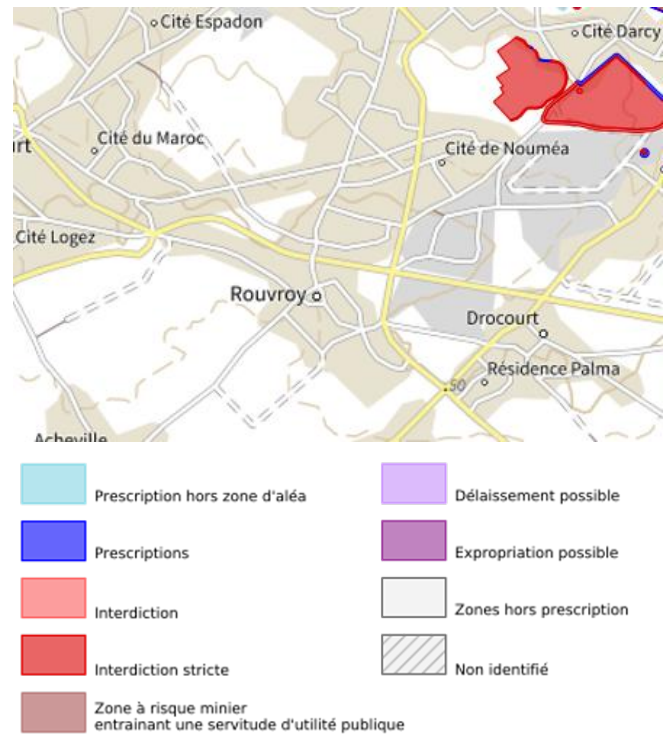 Cité Espadon
Cité Darcy
Cité du Maroc
urt
Cité de Nouméa
Cité Logez
Rouvroy
Drocourt
Résidence Palma
.50
Acheville
Prescription hors zone d'aléa
Délaissement possible
Prescriptions
Expropriation possible
Interdiction
Zones hors prescription
Interdiction stricte
Non identifié
Zone à risque minier
entrainant une servitude d'utilité publique